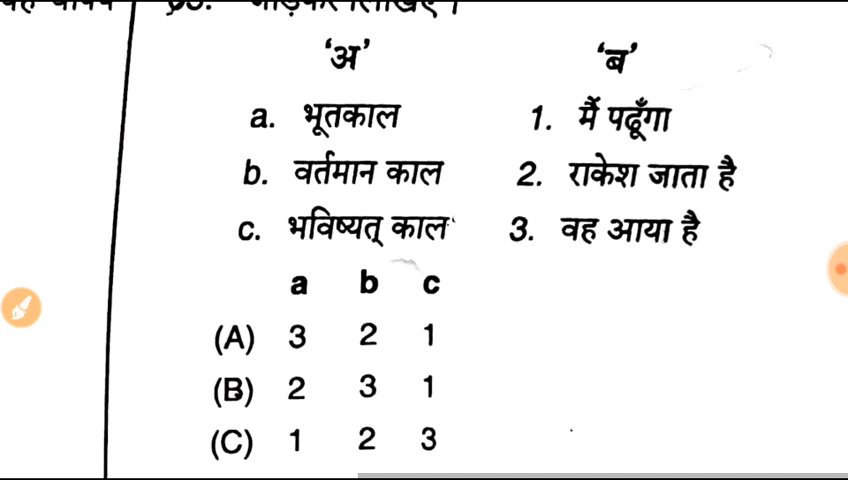 ‘अ’ ‘ब’
a. भूतकाल 1. मैं पढूँगा
b. वर्तमान काल 2. राकेश जाता है
c. भविष्यत् काल 3. वह आया है
a b c
(A) 3 2 1
(B) 2 3 1
(C) 1 2 3